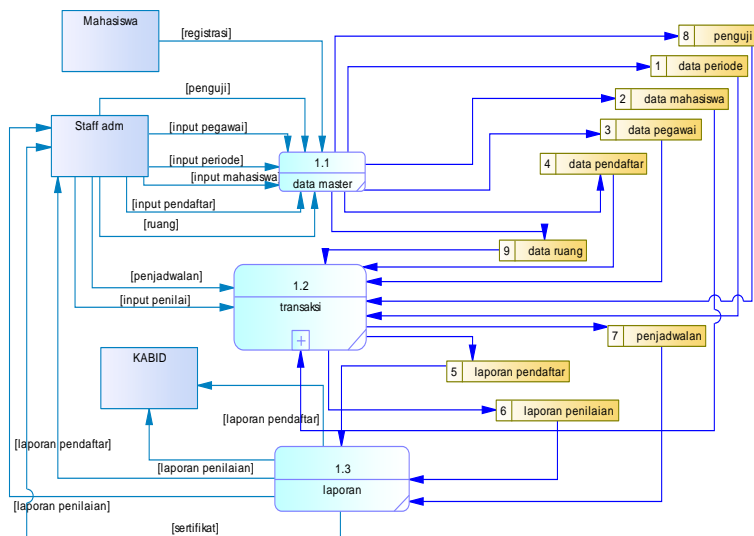 Mahasiswa
[registrasi]
8 penguji
1 data periode
[penguji]
2 data mahasiswa
Staff adm
[input pegawai]
3 data pegawai
1.1
[input periode]
4 data pendaftar
[input mahasiswa]
data master
[input pendaftar]
[ruang]
9 data ruang
[penjadwalan]
1.2
[input penilai]
transaksi
7 penjadwalan
KABID
5 laporan pendaftar
6 laporan penilaian
[laporan pendaftar]
[laporan pendaftar]
[laporan penilaian]
1.3
laporan
[laporan penilaian]
[sertifikat]